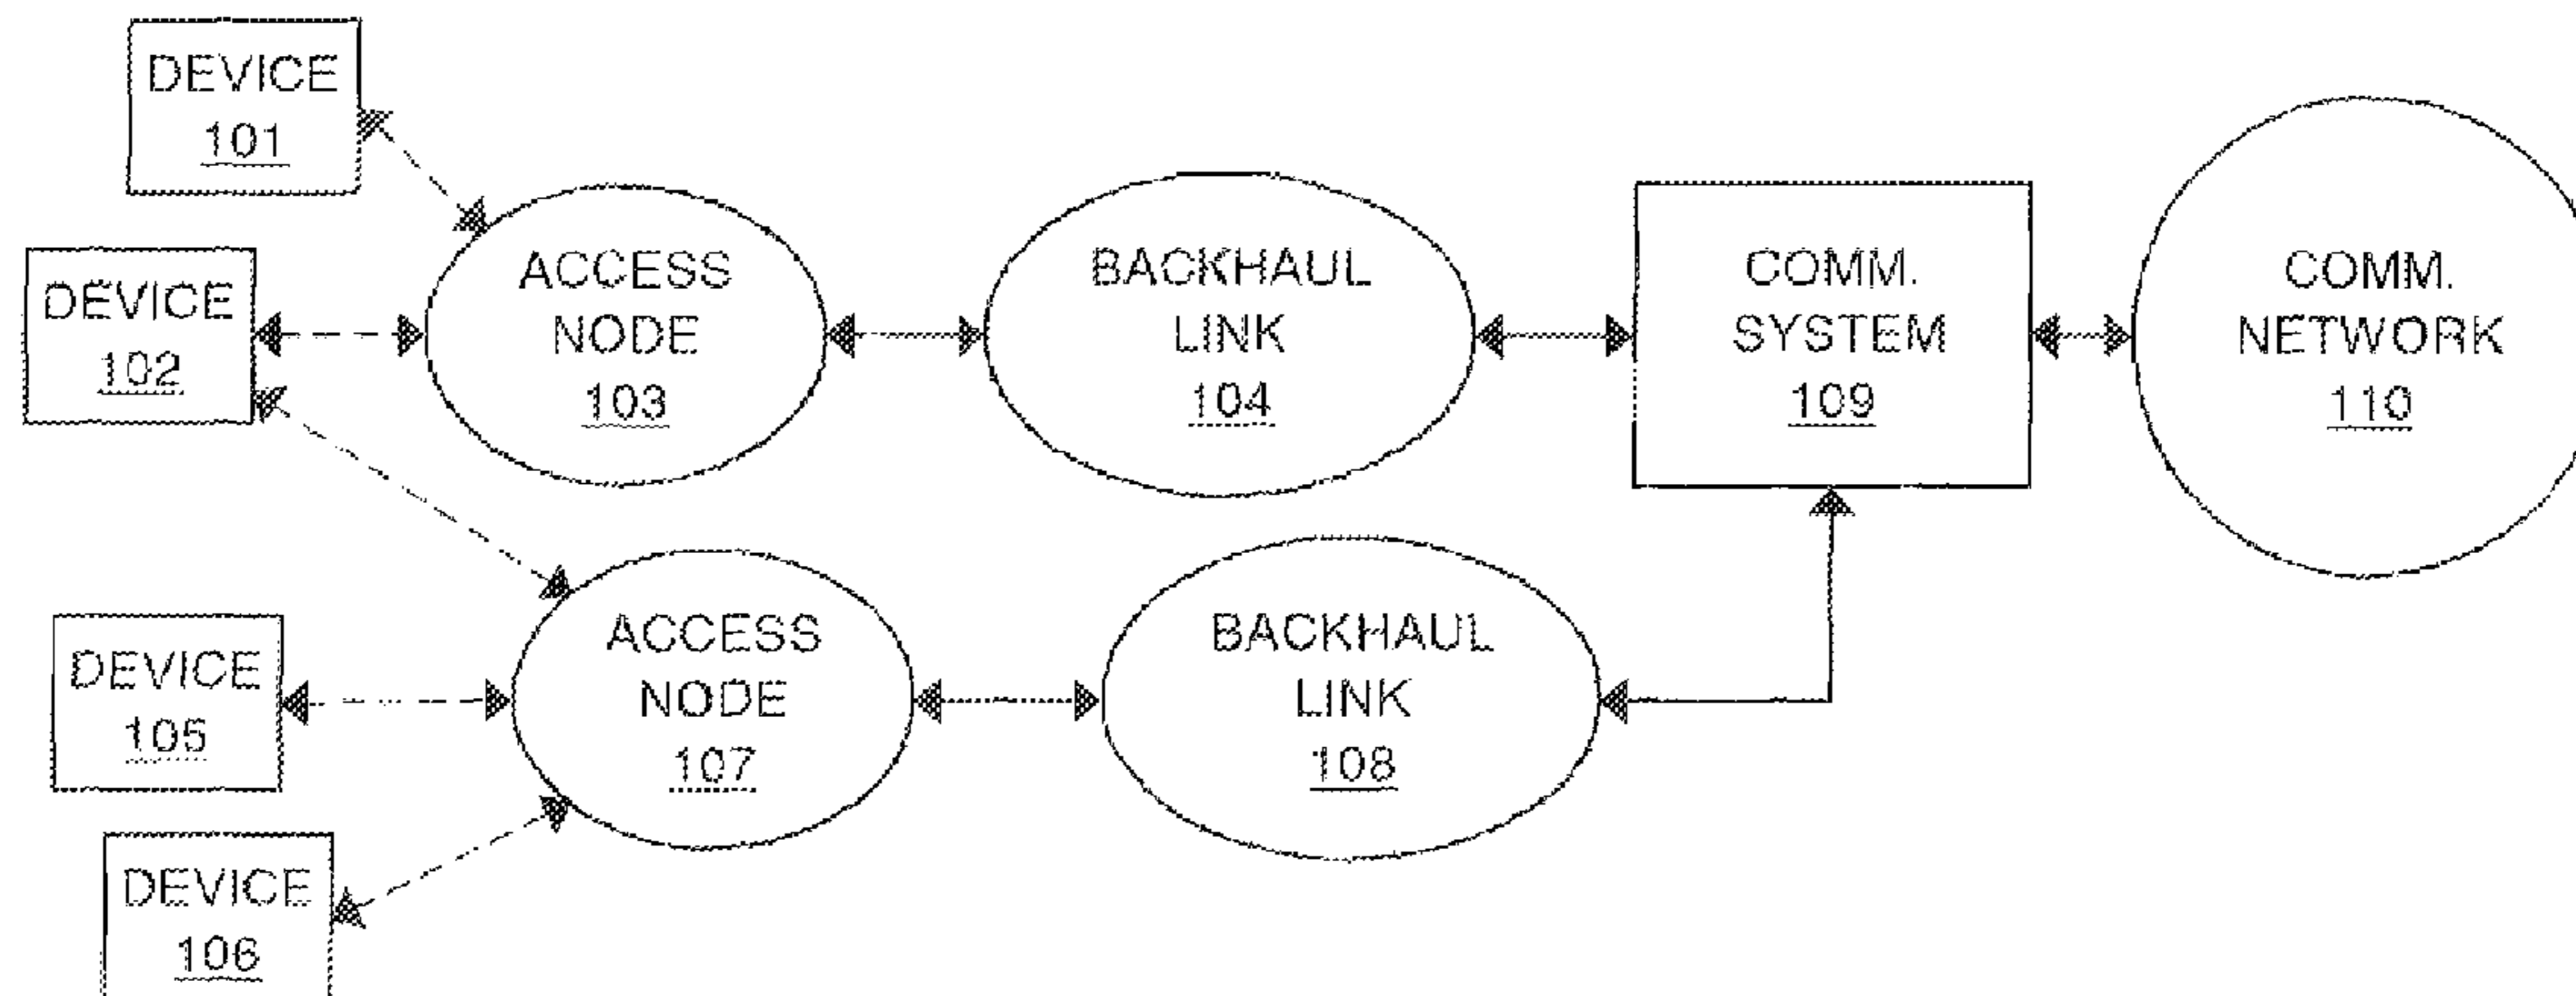 DEVICE
101
DEVICE
102
ACCESS
NODE
103
BACKHAUL
LINK
104
COMM.
SYSTEM
109
COMM.
NETWORK
110
DEVICE
105
ACCESS
NODE
107
BACKHAUL
LINK
108
DEVICE
106